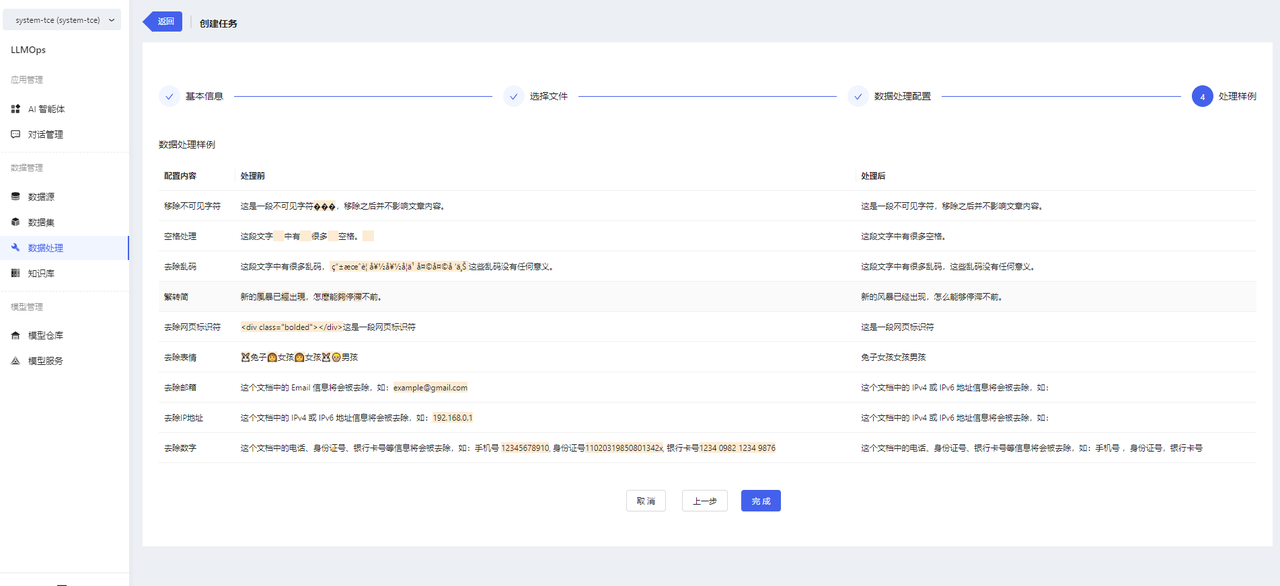 system-tce (system-tce)
LLMOps
应用管理
AI 智能体
对话管理
数据管理
数据源
数据集
数据处理
知识库
模型管理
模型仓库
模型服务
返回 创建任务
基本信息 选择文件 数据处理配置 4 处理样例
数据处理样例
配置内容 处理前 处理后
移除不可见字符 这是一段不可见字符���，移除之后并不影响文章内容。 这是一段不可见字符，移除之后并不影响文章内容。
空格处理 这段文字 中有 很多 空格。 这段文字中有很多空格。
去除乱码 这段文字中有很多乱码， 这些乱码没有任何意义。 这段文字中有很多乱码，这些乱码没有任何意义。
繁转简 新的風暴已經出現，怎麽能夠停滯不前。 新的风暴已经出现，怎么能够停滞不前。
去除网页标识符 <div class="bolded"></div>这是一段网页标识符 这是一段网页标识符
去除表情 👯兔子👩女孩👩女孩👯👦男孩 兔子女孩女孩男孩
去除邮箱 这个文档中的 Email 信息将会被去除，如：example@gmail.com 这个文档中的 IPv4 或 IPv6 地址信息将会被去除，如：
去除IP地址 这个文档中的 IPv4 或 IPv6 地址信息将会被去除，如：192.168.0.1 这个文档中的 IPv4 或 IPv6 地址信息将会被去除，如：
去除数字 这个文档中的电话、身份证号、银行卡号等信息将会被去除，如：手机号 12345678910, 身份证号11020319850801342x, 银行卡号1234 0982 1234 9876 这个文档中的电话、身份证号、银行卡号等信息将会被去除，如：手机号 ，身份证号，银行卡号
取 消 上一步 完 成